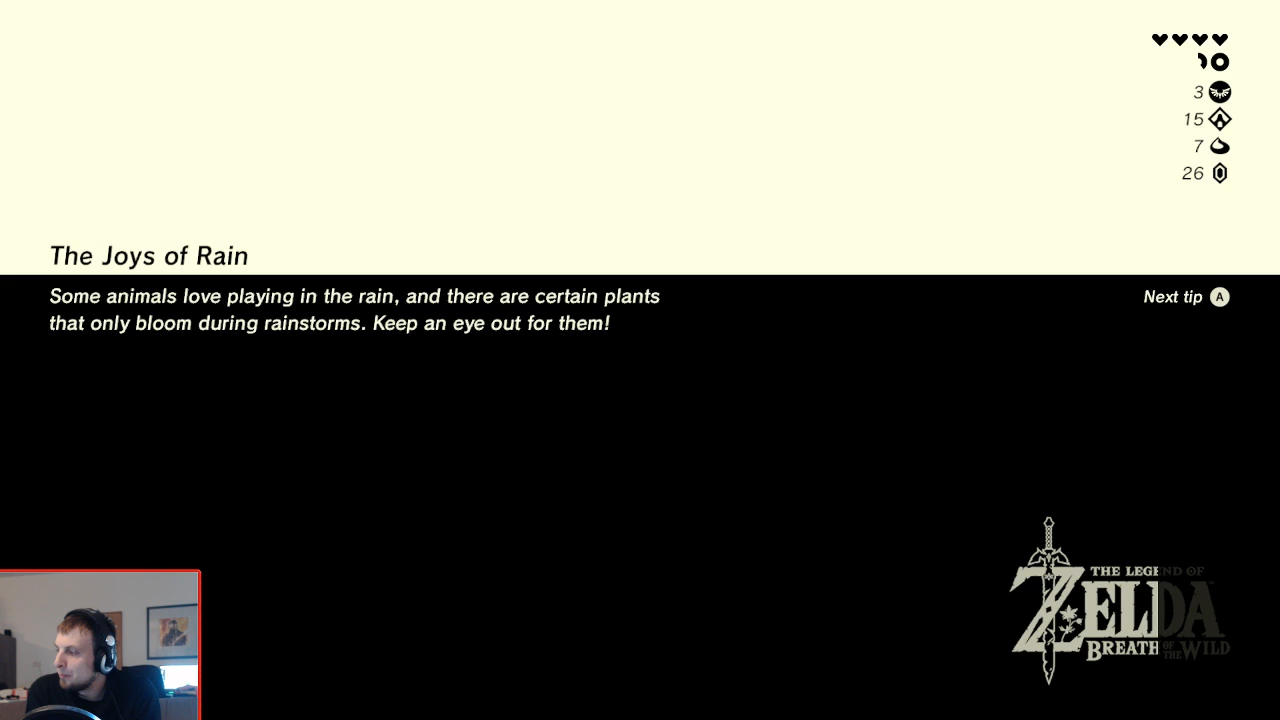 3
15
7
26
The Joys of Rain
Some animals love playing in the rain, and there are certain plants
that only bloom during rainstorms. Keep an eye out for them!
Next tip A
THE LEGEND OF
ZELDA
BREATH OF THE WILD